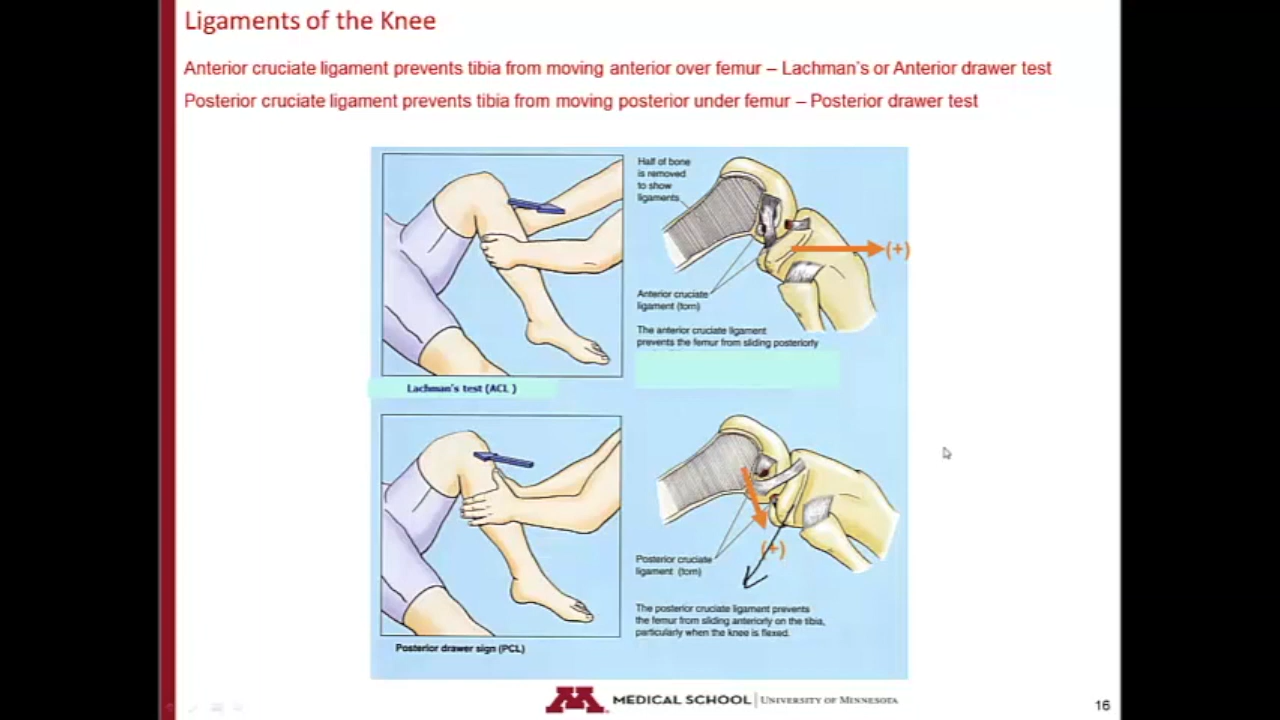 Ligaments of the Knee
Anterior cruciate ligament prevents tibia from moving anterior over femur – Lachman's or Anterior drawer test
Posterior cruciate ligament prevents tibia from moving posterior under femur – Posterior drawer test
Half of bone
is removed
to show
ligaments
(+)
Anterior cruciate
ligament (torn)
The anterior cruciate ligament
prevents the femur from sliding posteriorly
Lachman's test (ACL )
(+)
Posterior cruciate
ligament (torn)
The posterior cruciate ligament prevents
the femur from sliding anteriorly on the tibia,
particularly when the knee is flexed.
Posterior drawer sign (PCL)
M
MEDICAL SCHOOL
UNIVERSITY OF MINNESOTA
16